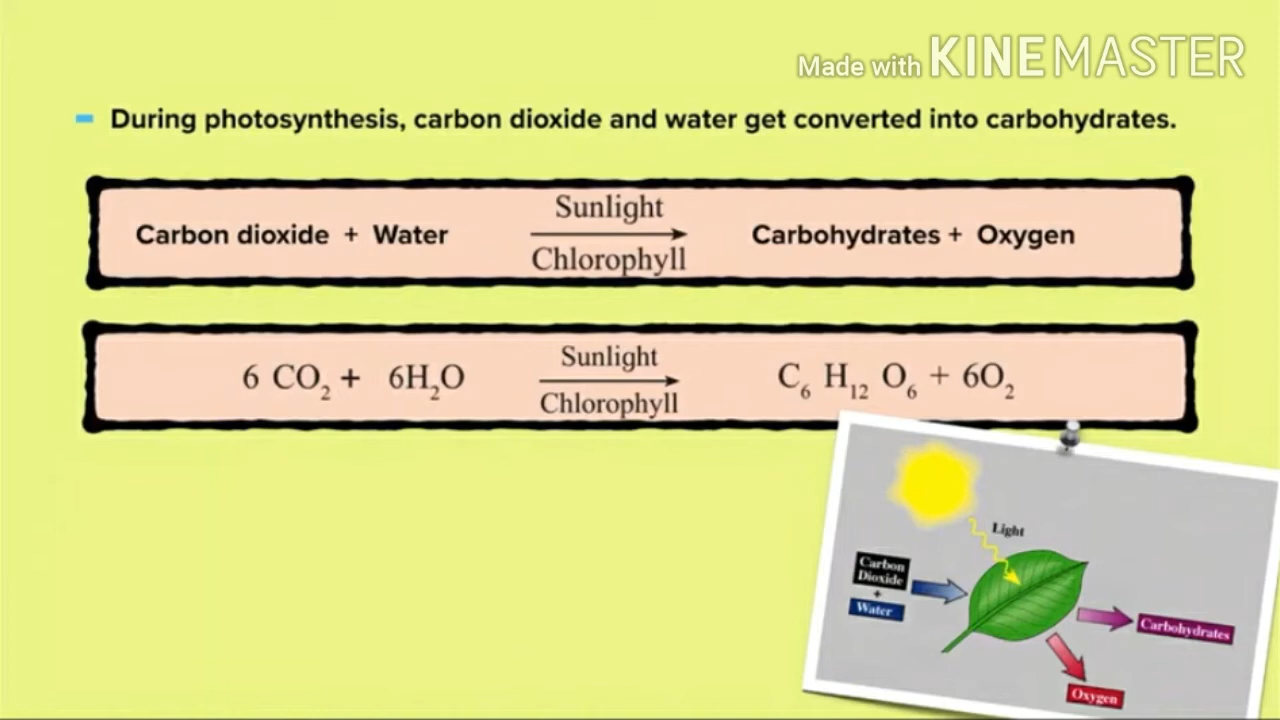 Made with KINEMASTER
During photosynthesis, carbon dioxide and water get converted into carbohydrates.
Sunlight
Carbon dioxide + Water Carbohydrates + Oxygen
Chlorophyll
Sunlight
6 CO₂ + 6H₂O C₆ H₁₂ O₆ + 6O₂
Chlorophyll
Light
Carbon
Dioxide
+
Water
Carbohydrates
Oxygen